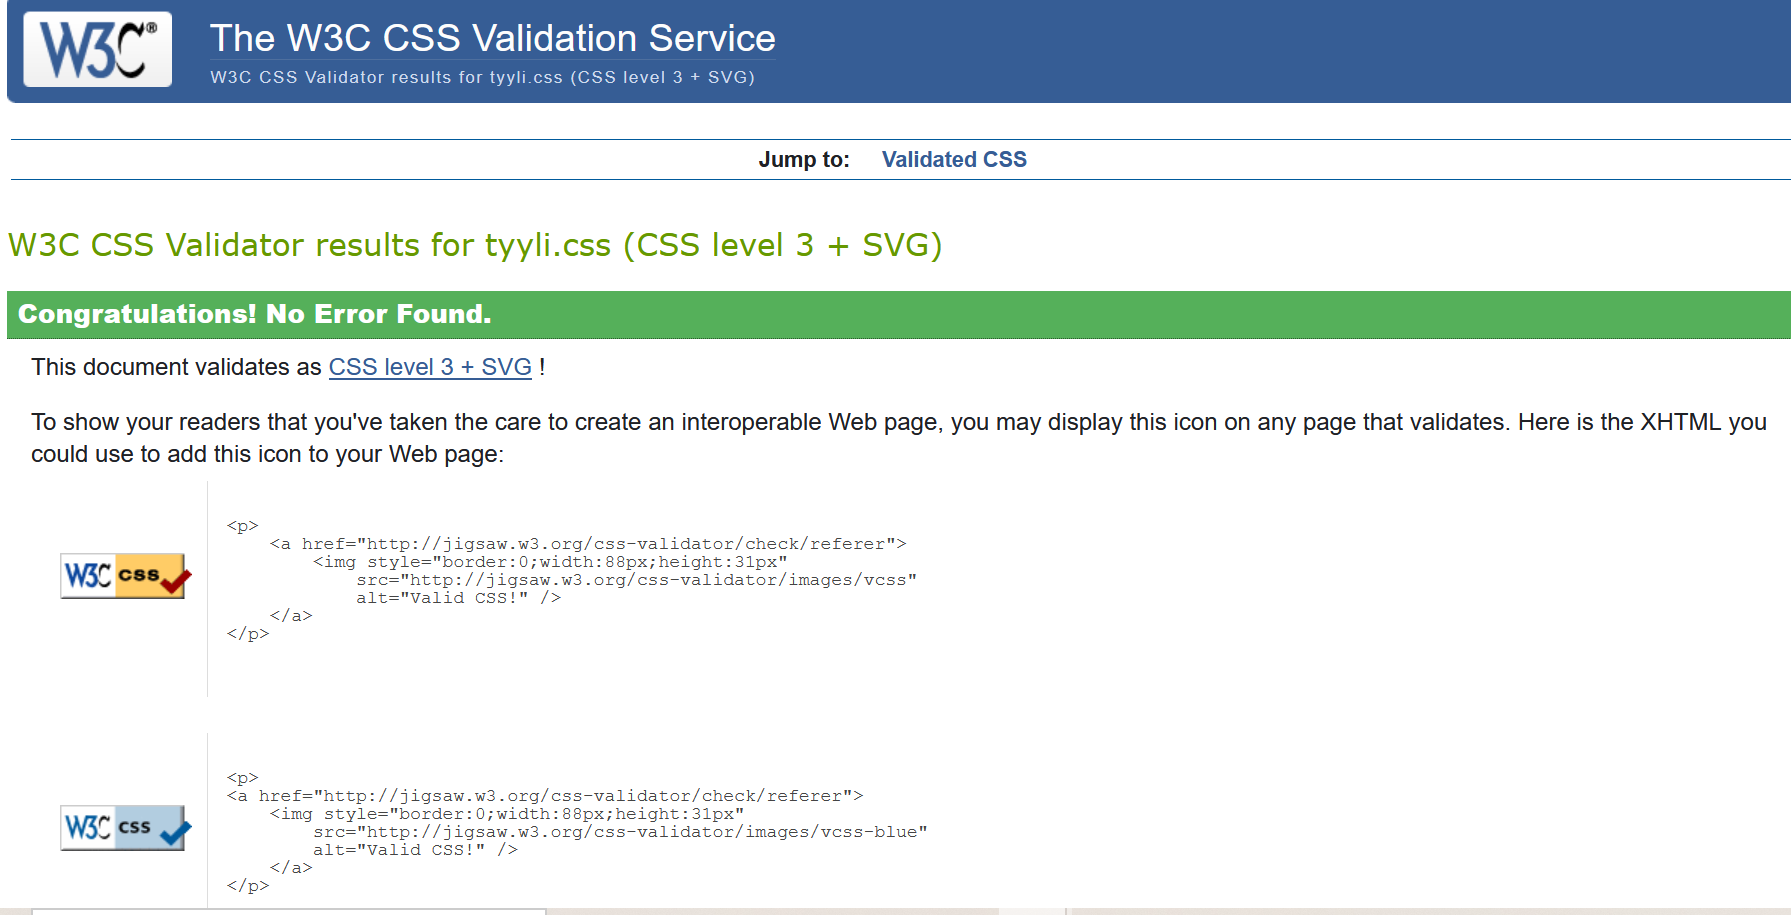 W3C®
The W3C CSS Validation Service
W3C CSS Validator results for tyyli.css (CSS level 3 + SVG)
Jump to: Validated CSS
W3C CSS Validator results for tyyli.css (CSS level 3 + SVG)
Congratulations! No Error Found.
This document validates as CSS level 3 + SVG !
To show your readers that you've taken the care to create an interoperable Web page, you may display this icon on any page that validates. Here is the XHTML you
could use to add this icon to your Web page:
W3C css
<p>
    <a href="http://jigsaw.w3.org/css-validator/check/referer">
        <img style="border:0;width:88px;height:31px"
            src="http://jigsaw.w3.org/css-validator/images/vcss"
            alt="Valid CSS!" />
    </a>
</p>
W3C css
<p>
<a href="http://jigsaw.w3.org/css-validator/check/referer">
    <img style="border:0;width:88px;height:31px"
        src="http://jigsaw.w3.org/css-validator/images/vcss-blue"
        alt="Valid CSS!" />
    </a>
</p>